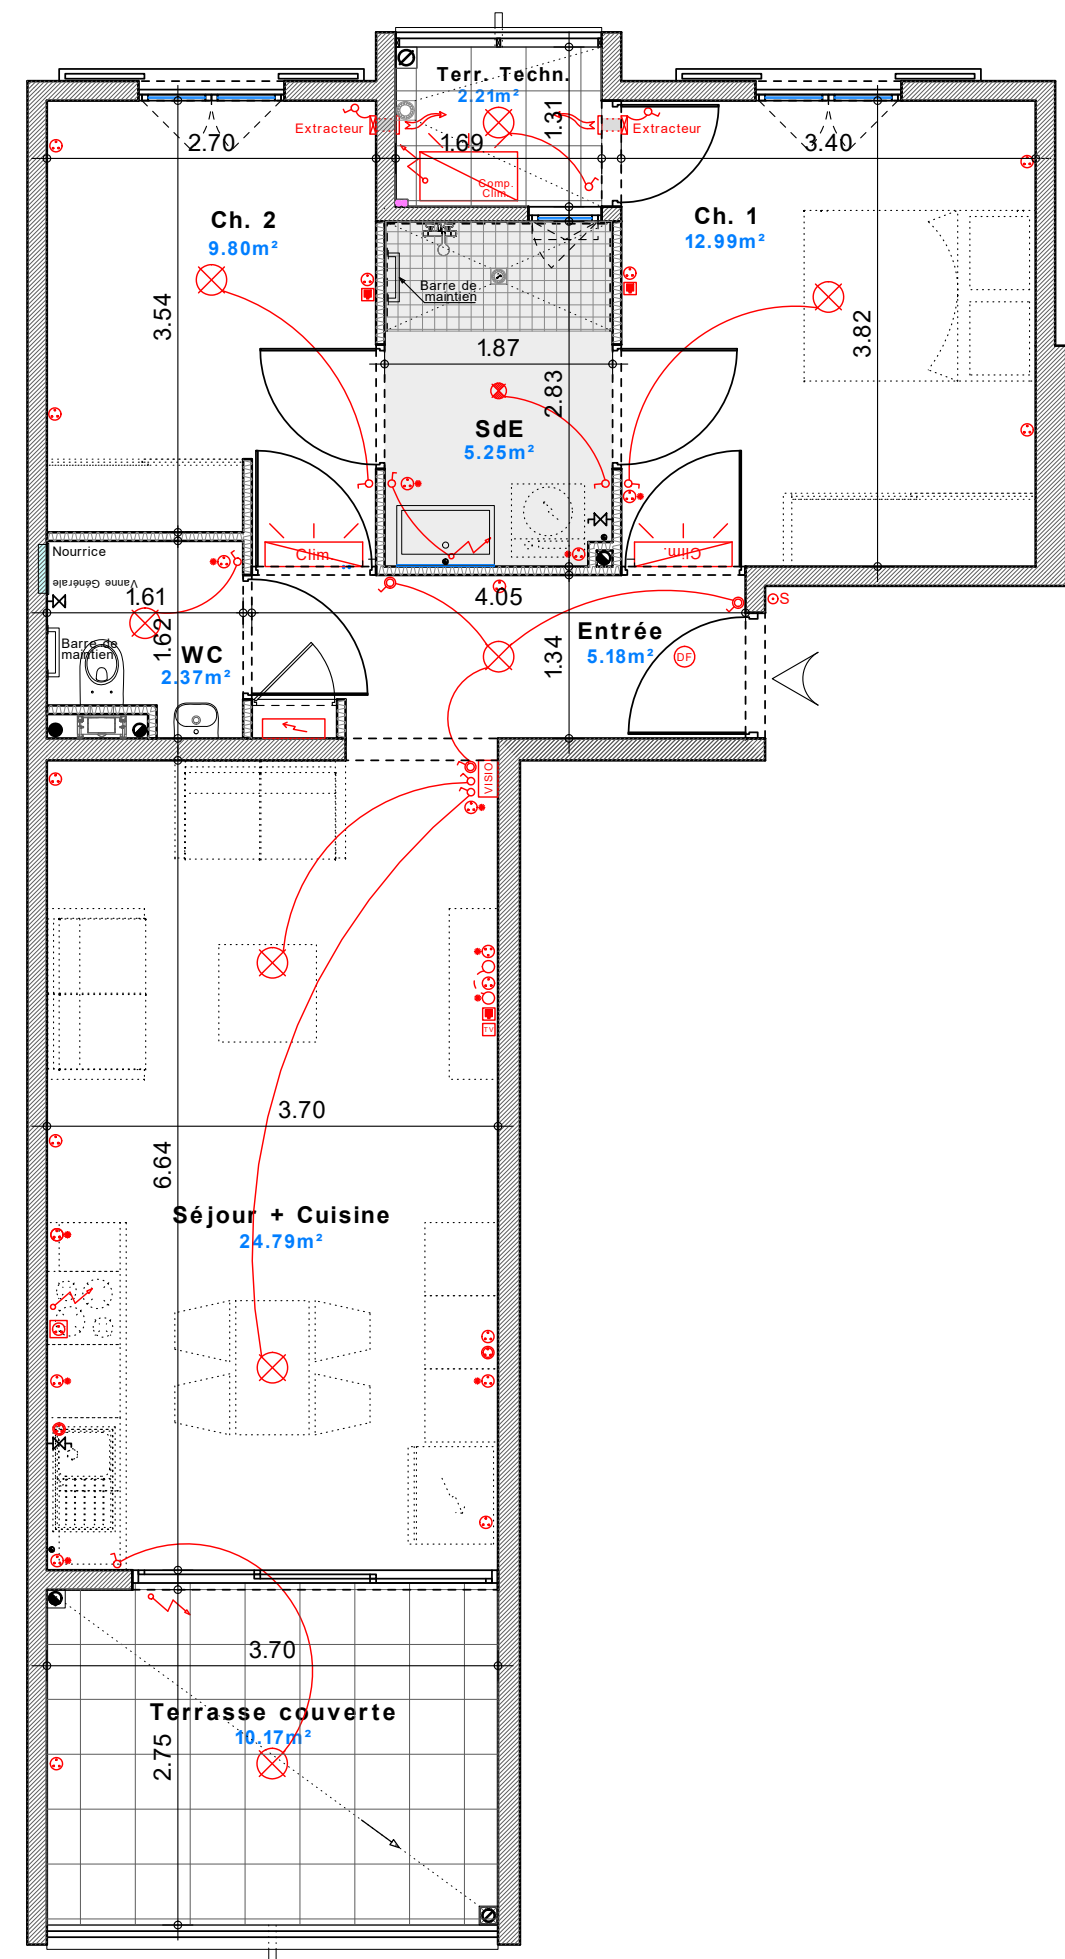 Terr. Techn.
2.21m²
1.31
Extracteur
Extracteur
2.70
1.69
3.40
Comp.
Clim.
Ch. 2
9.80m²
Ch. 1
12.99m²
Barre de
maintien
3.54
3.82
1.87
2.83
SdE
5.25m²
Clim.
Clim.
Nourrice
Vanne Générale
1.61
4.05
S
1.62
Barre de
maintien
WC
2.37m²
1.34
Entrée
5.18m²
DF
VISIO
TV
3.70
6.64
Séjour + Cuisine
24.79m²
3.70
Terrasse couverte
10.17m²
2.75